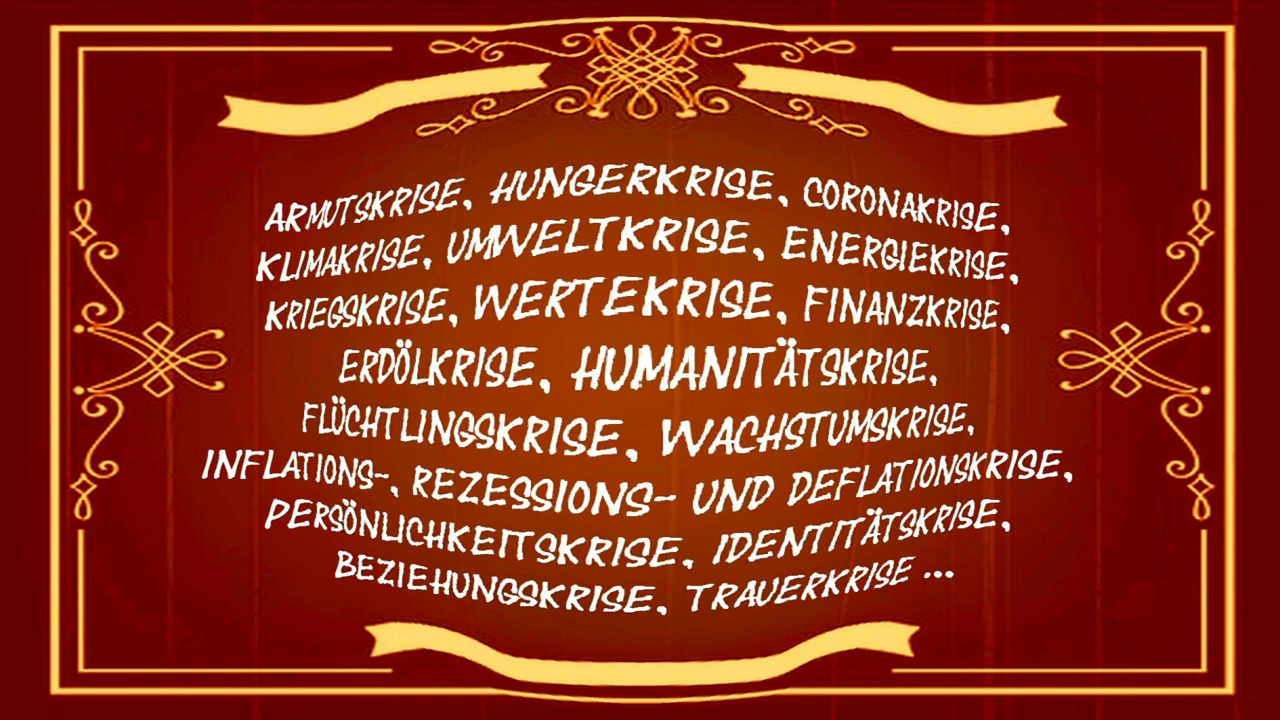 ARMUTSKRISE, HUNGERKRISE, CORONAKRISE,
KLIMAKRISE, UMWELTKRISE, ENERGIEKRISE,
KRIEGSKRISE, WERTEKRISE, FINANZKRISE,
ERDÖLKRISE, HUMANITÄTSKRISE,
FLÜCHTLINGSKRISE, WACHSTUMSKRISE,
INFLATIONS-, REZESSIONS- UND DEFLATIONSKRISE,
PERSÖNLICHKEITSKRISE, IDENTITÄTSKRISE,
BEZIEHUNGSKRISE, TRAUERKRISE ...